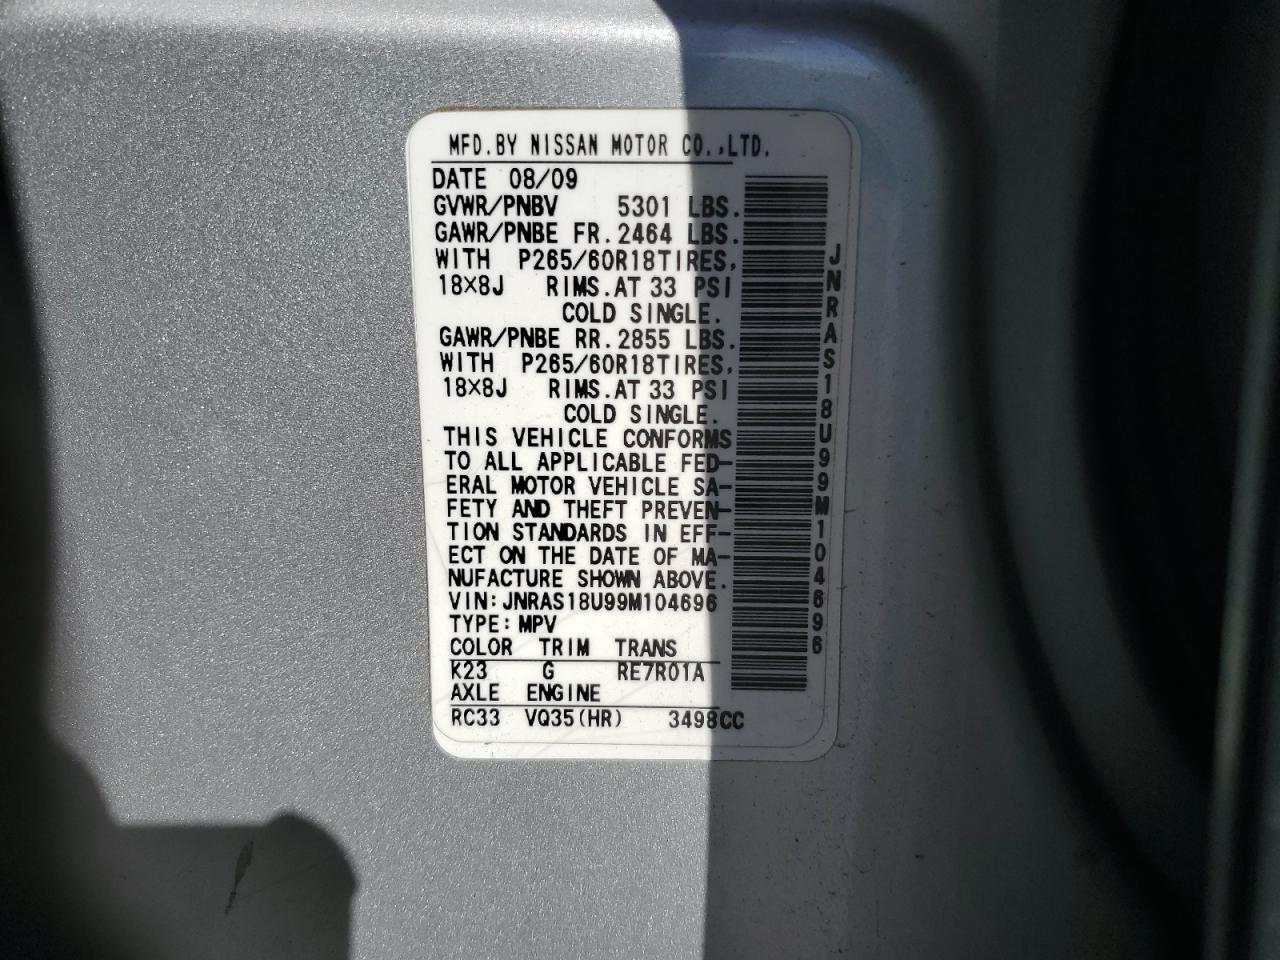 MFD.BY NISSAN MOTOR CO.,LTD.
DATE 08/09
GVWR/PNBV 5301 LBS.
GAWR/PNBE FR.2464 LBS.
WITH P265/60R18TIRES,
18×8J RIMS.AT 33 PSI
COLD SINGLE.
GAWR/PNBE RR.2855 LBS.
WITH P265/60R18TIRES,
18×8J RIMS.AT 33 PSI
COLD SINGLE.
THIS VEHICLE CONFORMS
TO ALL APPLICABLE FED-
ERAL MOTOR VEHICLE SA-
FETY AND THEFT PREVEN-
TION STANDARDS IN EFF-
ECT ON THE DATE OF MA-
NUFACTURE SHOWN ABOVE.
VIN:JNRAS18U99M104696
TYPE:MPV
COLOR TRIM TRANS
K23 G RE7R01A
AXLE ENGINE
RC33 VQ35(HR) 3498CC
JNRAS18U99M104696